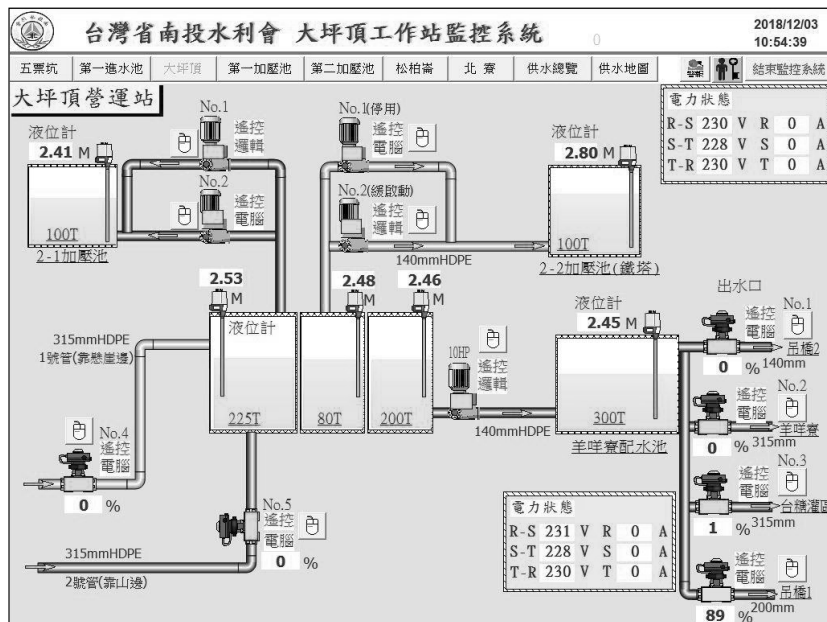 台灣省南投水利會 大坪頂工作站監控系統
0
2018/12/03
10:54:39
五票坑
第一進水池
大坪頂
第一加壓池
第二加壓池
松柏崙
北寮
供水總覽
供水地圖
結束監控系統
大坪頂營運站
電力狀態
R-S 230 V R 0 A
S-T 228 V S 0 A
T-R 230 V T 0 A
液位計
2.41 M
100T
2-1加壓池
No.1
遙控
邏輯
No.2
遙控
電腦
No.1(停用)
遙控
電腦
No.2(緩啟動)
遙控
邏輯
140mmHDPE
液位計
2.80 M
100T
2-2加壓池(鐵塔)
2.53
M
液位計
225T
2.48
M
80T
2.46
M
200T
315mmHDPE
1號管(靠懸崖邊)
No.4
遙控
電腦
0 %
No.5
遙控
電腦
0 %
315mmHDPE
2號管(靠山邊)
10HP
遙控
邏輯
140mmHDPE
液位計
2.45 M
300T
羊咩寮配水池
出水口
No.1
遙控
電腦
吊橋2
0 %
140mm
No.2
遙控
電腦
羊咩寮
0 %
315mm
No.3
遙控
電腦
台糖灌區
1 %
315mm
遙控
電腦
吊橋1
89 %
200mm
電力狀態
R-S 231 V R 0 A
S-T 228 V S 0 A
T-R 230 V T 0 A